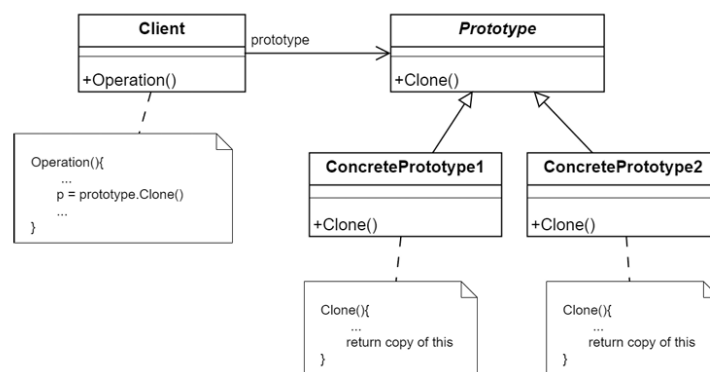 Client
+Operation()
prototype
Prototype
+Clone()
Operation(){
...
p = prototype.Clone()
...
}
ConcretePrototype1
+Clone()
ConcretePrototype2
+Clone()
Clone(){
...
return copy of this
}
Clone(){
...
return copy of this
}